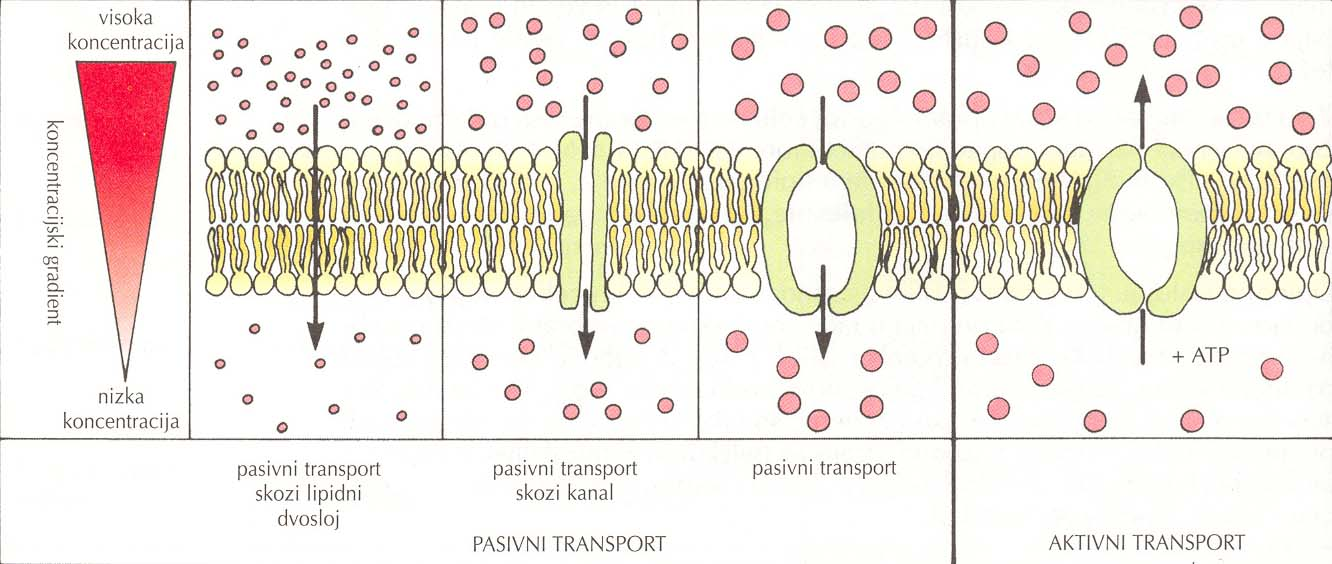 visoka
koncentracija
koncentracijski gradient
nizka
koncentracija
+ ATP
pasivni transport
skozi lipidni
dvosloj
pasivni transport
skozi kanal
pasivni transport
PASIVNI TRANSPORT
AKTIVNI TRANSPORT